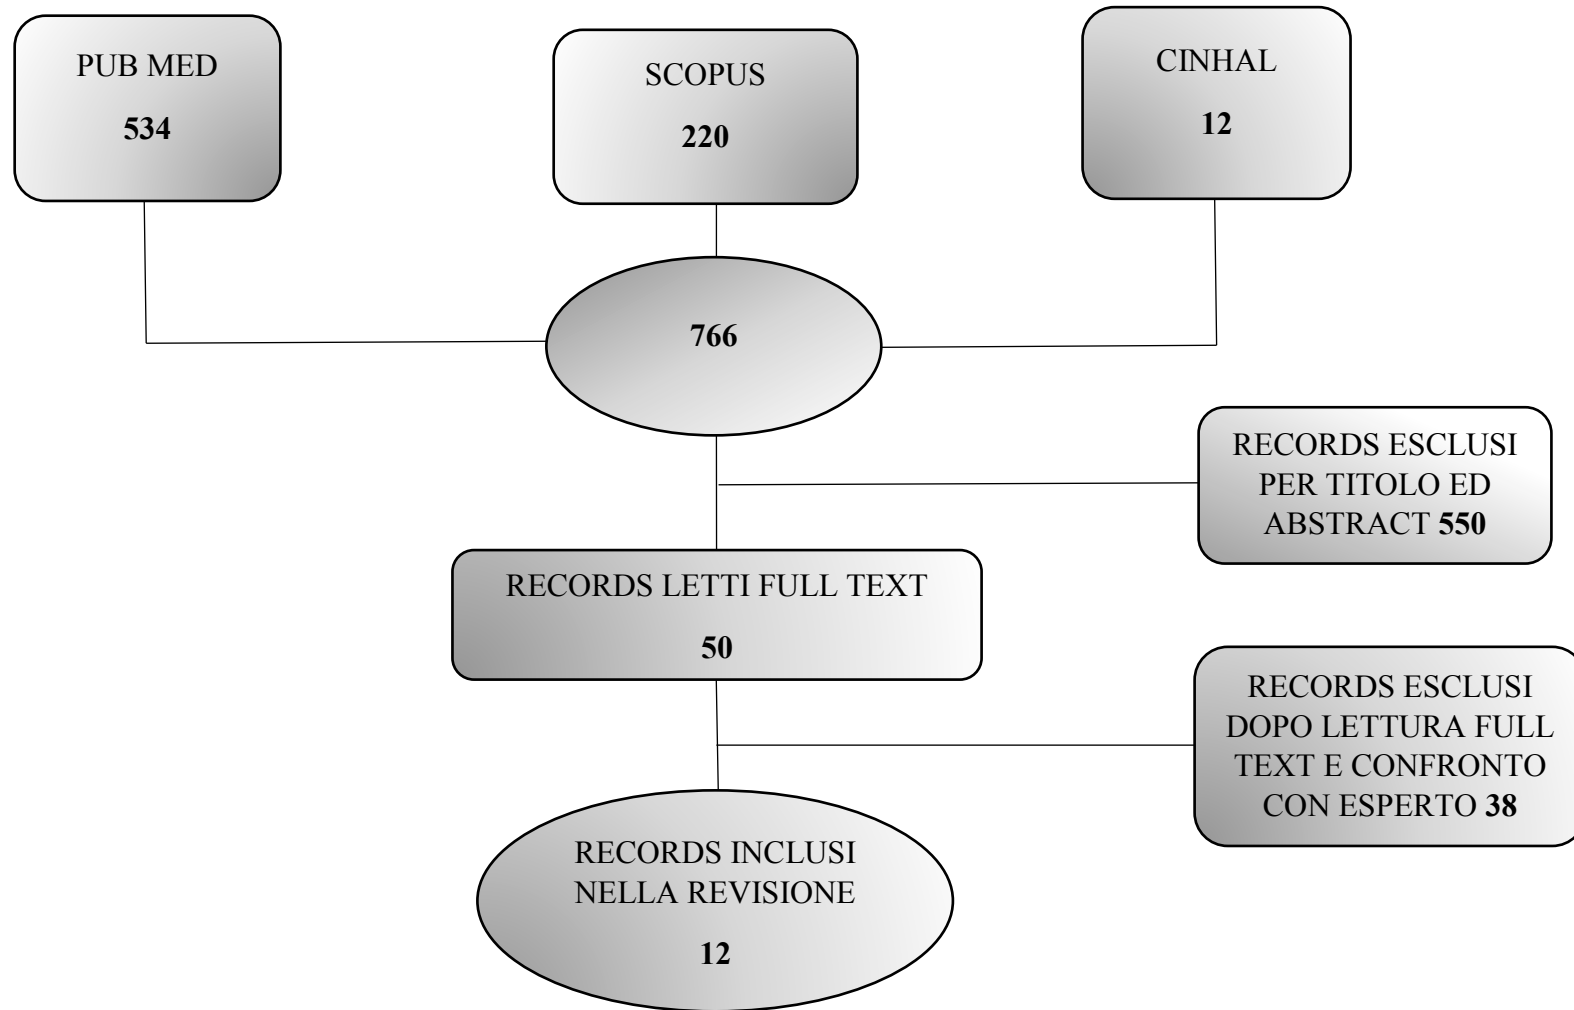 PUB MED
534
SCOPUS
220
CINHAL
12
766
RECORDS ESCLUSI
PER TITOLO ED
ABSTRACT 550
RECORDS LETTI FULL TEXT
50
RECORDS ESCLUSI
DOPO LETTURA FULL
TEXT E CONFRONTO
CON ESPERTO 38
RECORDS INCLUSI
NELLA REVISIONE
12